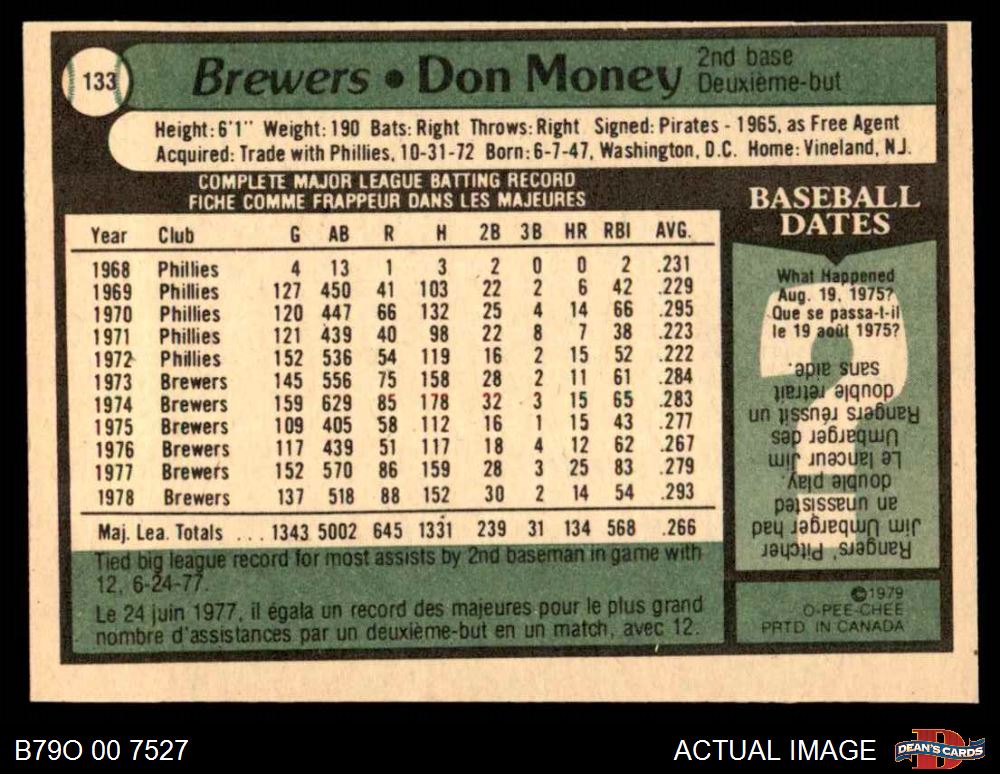 133
Brewers • Don Money
2nd base
Deuxième-but
Height: 6'1" Weight: 190 Bats: Right Throws: Right Signed: Pirates - 1965, as Free Agent
Acquired: Trade with Phillies, 10-31-72 Born: 6-7-47, Washington, D.C. Home: Vineland, N.J.
COMPLETE MAJOR LEAGUE BATTING RECORD
FICHE COMME FRAPPEUR DANS LES MAJEURES
Year Club G AB R H 2B 3B HR RBI AVG.
1968 Phillies 4 13 1 3 2 0 0 2 .231
1969 Phillies 127 450 41 103 22 2 6 42 .229
1970 Phillies 120 447 66 132 25 4 14 66 .295
1971 Phillies 121 439 40 98 22 8 7 38 .223
1972 Phillies 152 536 54 119 16 2 15 52 .222
1973 Brewers 145 556 75 158 28 2 11 61 .284
1974 Brewers 159 629 85 178 32 3 15 65 .283
1975 Brewers 109 405 58 112 16 1 15 43 .277
1976 Brewers 117 439 51 117 18 4 12 62 .267
1977 Brewers 152 570 86 159 28 3 25 83 .279
1978 Brewers 137 518 88 152 30 2 14 54 .293
Maj. Lea. Totals ... 1343 5002 645 1331 239 31 134 568 .266
Tied big league record for most assists by 2nd baseman in game with
12, 6-24-77.
Le 24 juin 1977, il égala un record des majeures pour le plus grand
nombre d'assistances par un deuxième-but en un match, avec 12.
BASEBALL
DATES
What Happened
Aug. 19, 1975?
Que se passa-t-il
le 19 août 1975?
Rangers' Pitcher
Jim Umbarger had
an unassisted
double play.
Le lanceur Jim
Umbarger des
Rangers réussit un
double retrait
sans aide.
©1979
O-PEE-CHEE
PRTD IN CANADA
B79O 00 7527
ACTUAL IMAGE
DEAN'S CARDS